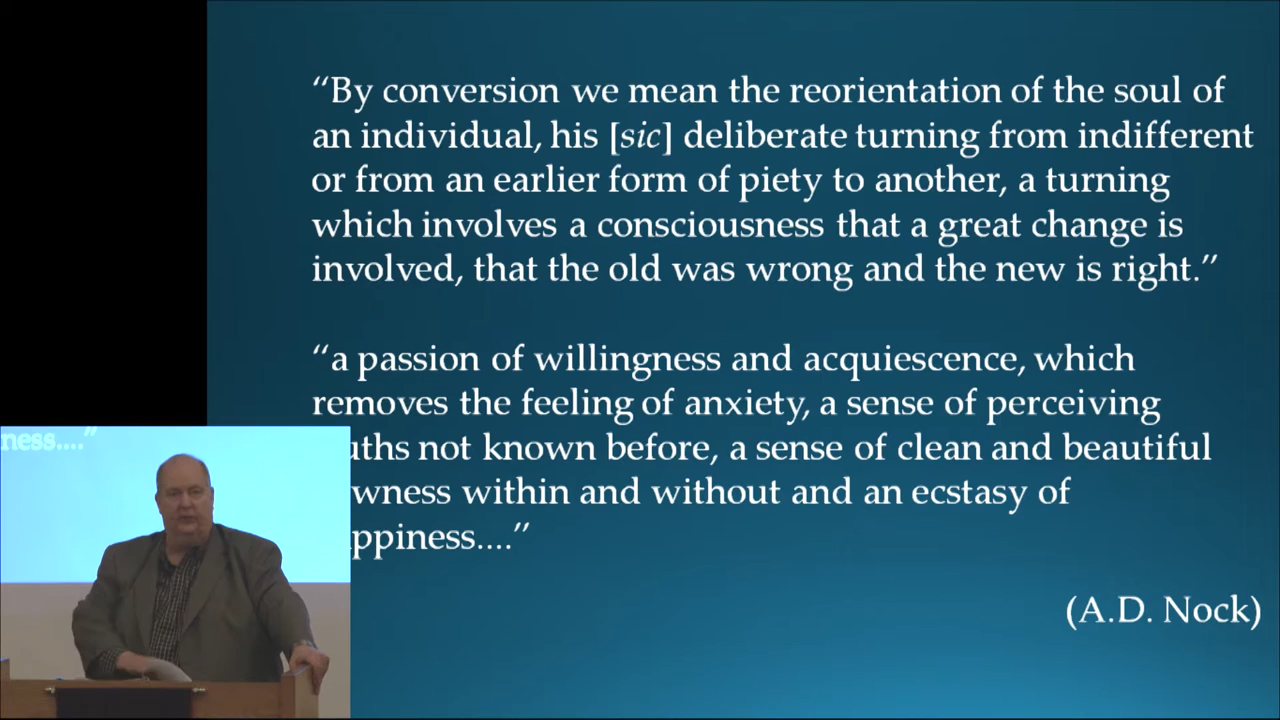 “By conversion we mean the reorientation of the soul of
an individual, his [sic] deliberate turning from indifferent
or from an earlier form of piety to another, a turning
which involves a consciousness that a great change is
involved, that the old was wrong and the new is right.”
“a passion of willingness and acquiescence, which
removes the feeling of anxiety, a sense of perceiving
uths not known before, a sense of clean and beautiful
wness within and without and an ecstasy of
ppiness....”
(A.D. Nock)
ness....”